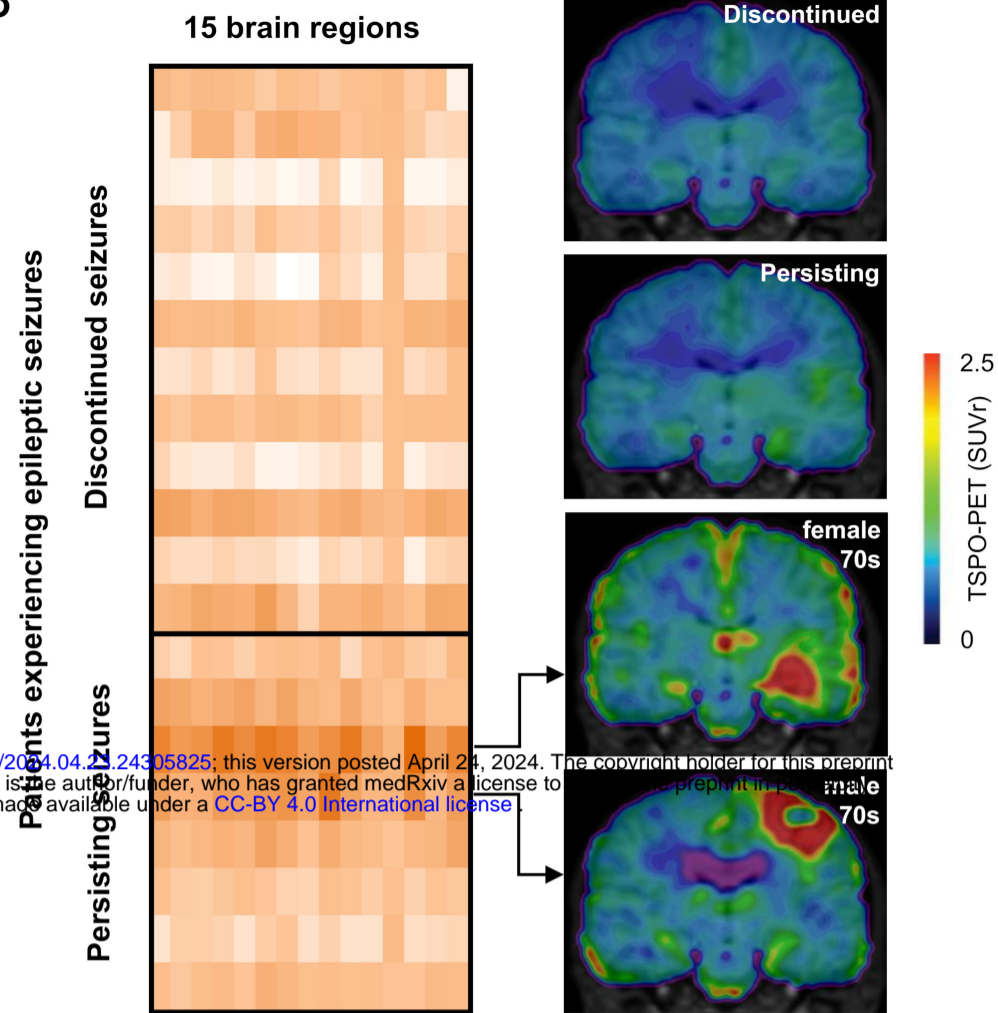 15 brain regions
Patients experiencing epileptic seizures
Discontinued seizures
Persisting seizures
Discontinued
Persisting
female
70s
70s
2.5
TSPO-PET (SUVr)
0
/2024.04.23.24305825; this version posted April 24, 2024. The copyright holder for this preprint
is the author/funder, who has granted medRxiv a license to preprint in perpetuity.
made available under a CC-BY 4.0 International license .